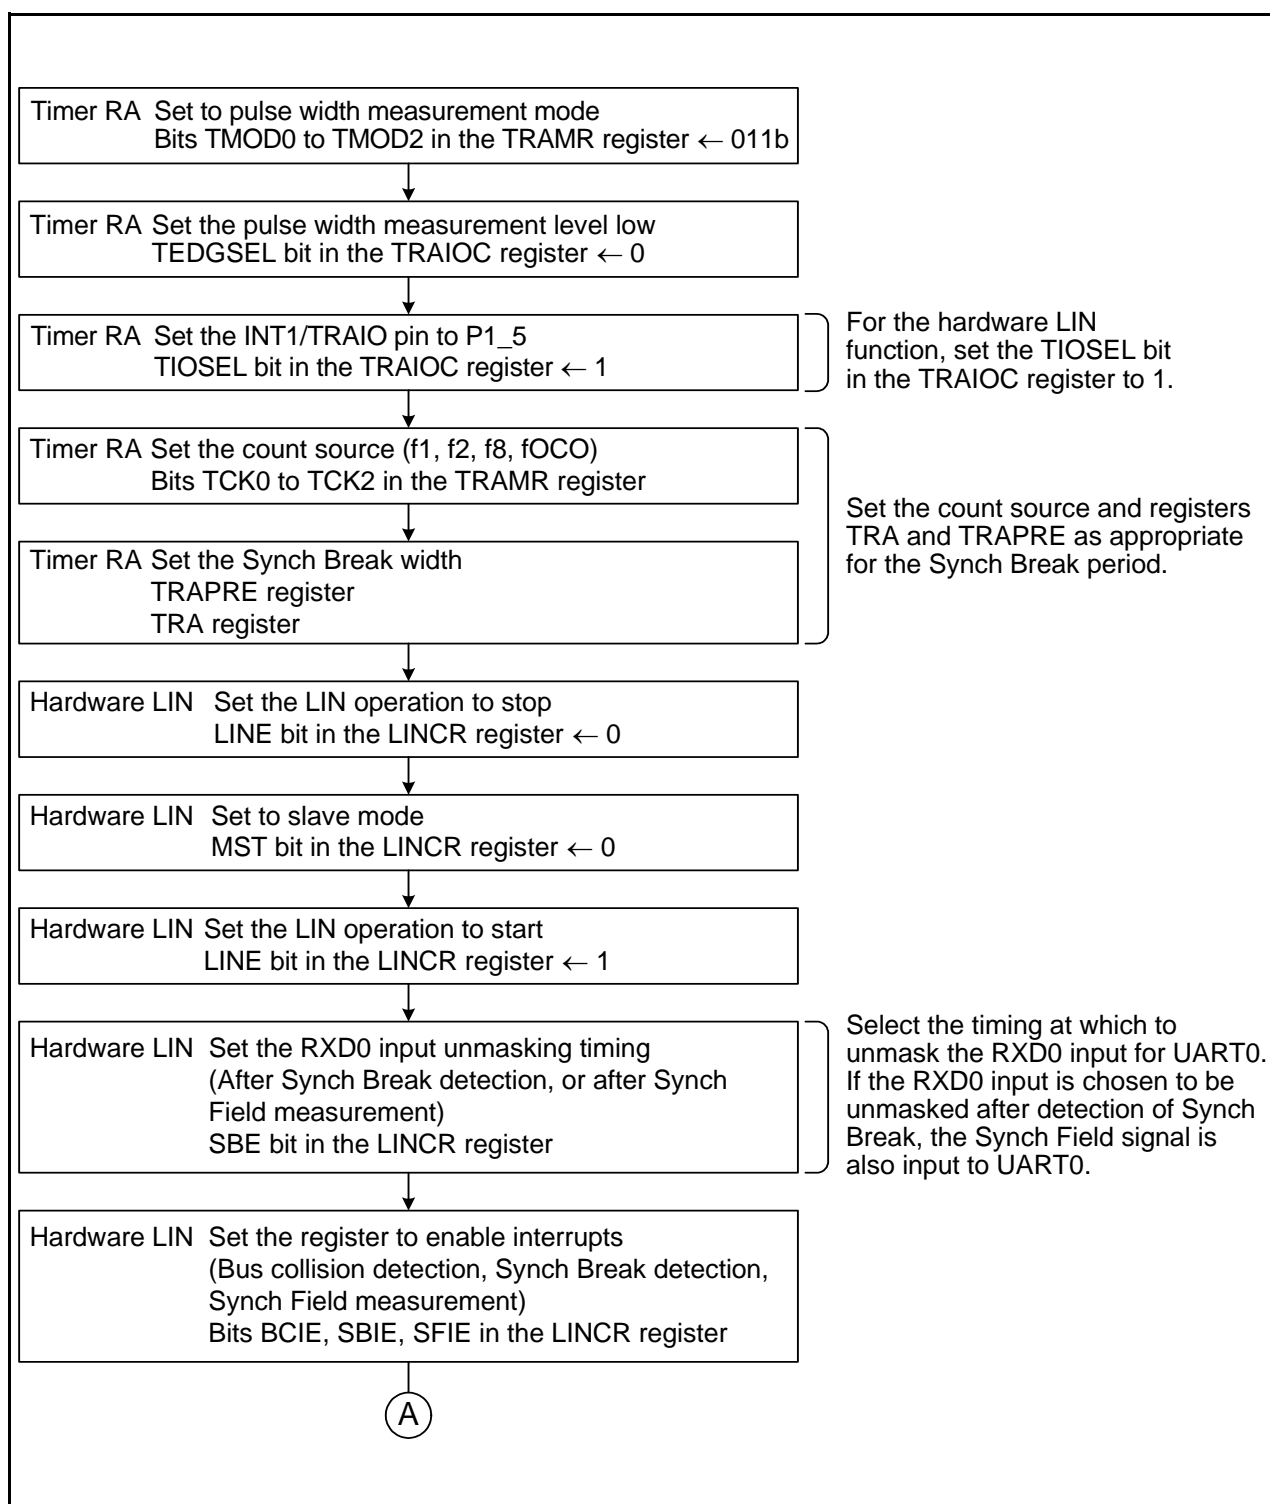 Timer RA Set to pulse width measurement mode
Bits TMOD0 to TMOD2 in the TRAMR register ← 011b
Timer RA Set the pulse width measurement level low
TEDGSEL bit in the TRAIOC register ← 0
Timer RA Set the INT1/TRAIO pin to P1_5
TIOSEL bit in the TRAIOC register ← 1
For the hardware LIN
function, set the TIOSEL bit
in the TRAIOC register to 1.
Timer RA Set the count source (f1, f2, f8, fOCO)
Bits TCK0 to TCK2 in the TRAMR register
Timer RA Set the Synch Break width
TRAPRE register
TRA register
Set the count source and registers
TRA and TRAPRE as appropriate
for the Synch Break period.
Hardware LIN Set the LIN operation to stop
LINE bit in the LINCR register ← 0
Hardware LIN Set to slave mode
MST bit in the LINCR register ← 0
Hardware LIN Set the LIN operation to start
LINE bit in the LINCR register ← 1
Hardware LIN Set the RXD0 input unmasking timing
(After Synch Break detection, or after Synch
Field measurement)
SBE bit in the LINCR register
Select the timing at which to
unmask the RXD0 input for UART0.
If the RXD0 input is chosen to be
unmasked after detection of Synch
Break, the Synch Field signal is
also input to UART0.
Hardware LIN Set the register to enable interrupts
(Bus collision detection, Synch Break detection,
Synch Field measurement)
Bits BCIE, SBIE, SFIE in the LINCR register
A